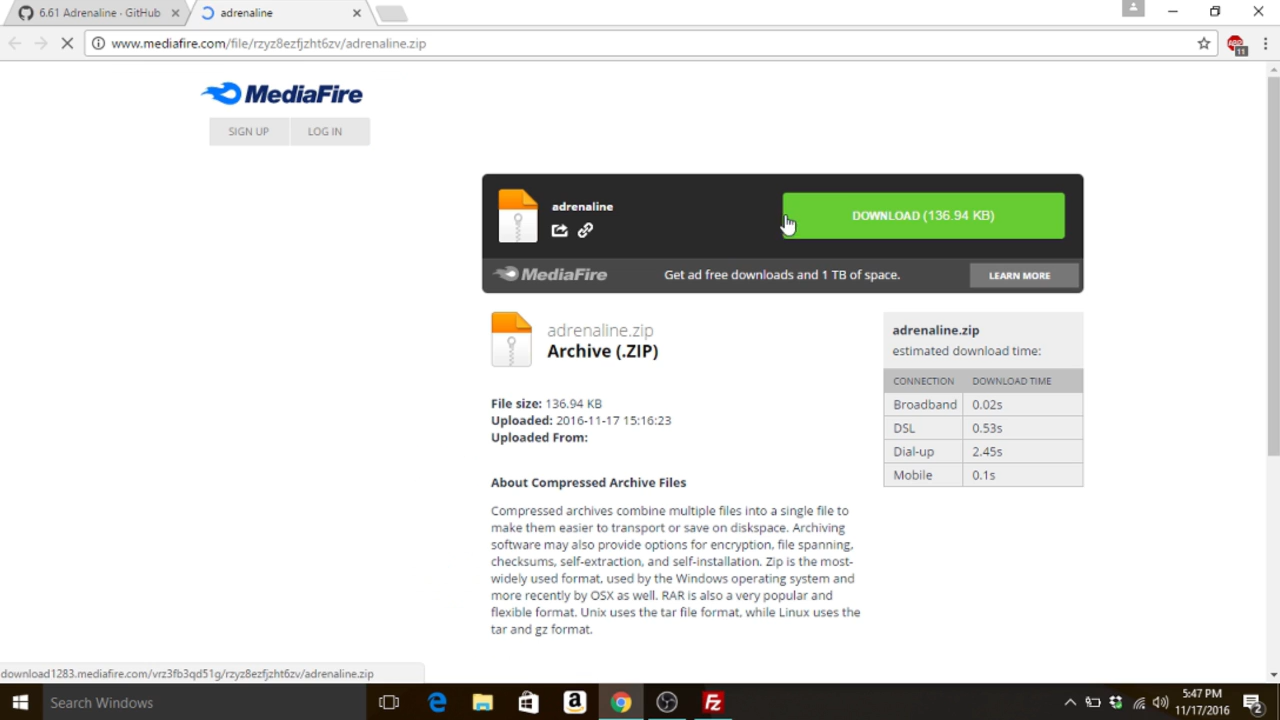 6.61 Adrenaline - GitHub
adrenaline
www.mediafire.com/file/rzyz8ezfjzht6zv/adrenaline.zip
11
MediaFire
SIGN UP
LOG IN
adrenaline
DOWNLOAD (136.94 KB)
MediaFire
Get ad free downloads and 1 TB of space.
LEARN MORE
adrenaline.zip
Archive (.ZIP)
File size: 136.94 KB
Uploaded: 2016-11-17 15:16:23
Uploaded From:
About Compressed Archive Files
Compressed archives combine multiple files into a single file to
make them easier to transport or save on diskspace. Archiving
software may also provide options for encryption, file spanning,
checksums, self-extraction, and self-installation. Zip is the most-
widely used format, used by the Windows operating system and
more recently by OSX as well. RAR is also a very popular and
flexible format. Unix uses the tar file format, while Linux uses the
tar and gz format.
adrenaline.zip
estimated download time:
CONNECTION DOWNLOAD TIME
Broadband 0.02s
DSL 0.53s
Dial-up 2.45s
Mobile 0.1s
download1283.mediafire.com/vrz3fb3qd51g/rzyz8ezfjzht6zv/adrenaline.zip
Search Windows
5:47 PM
11/17/2016
2